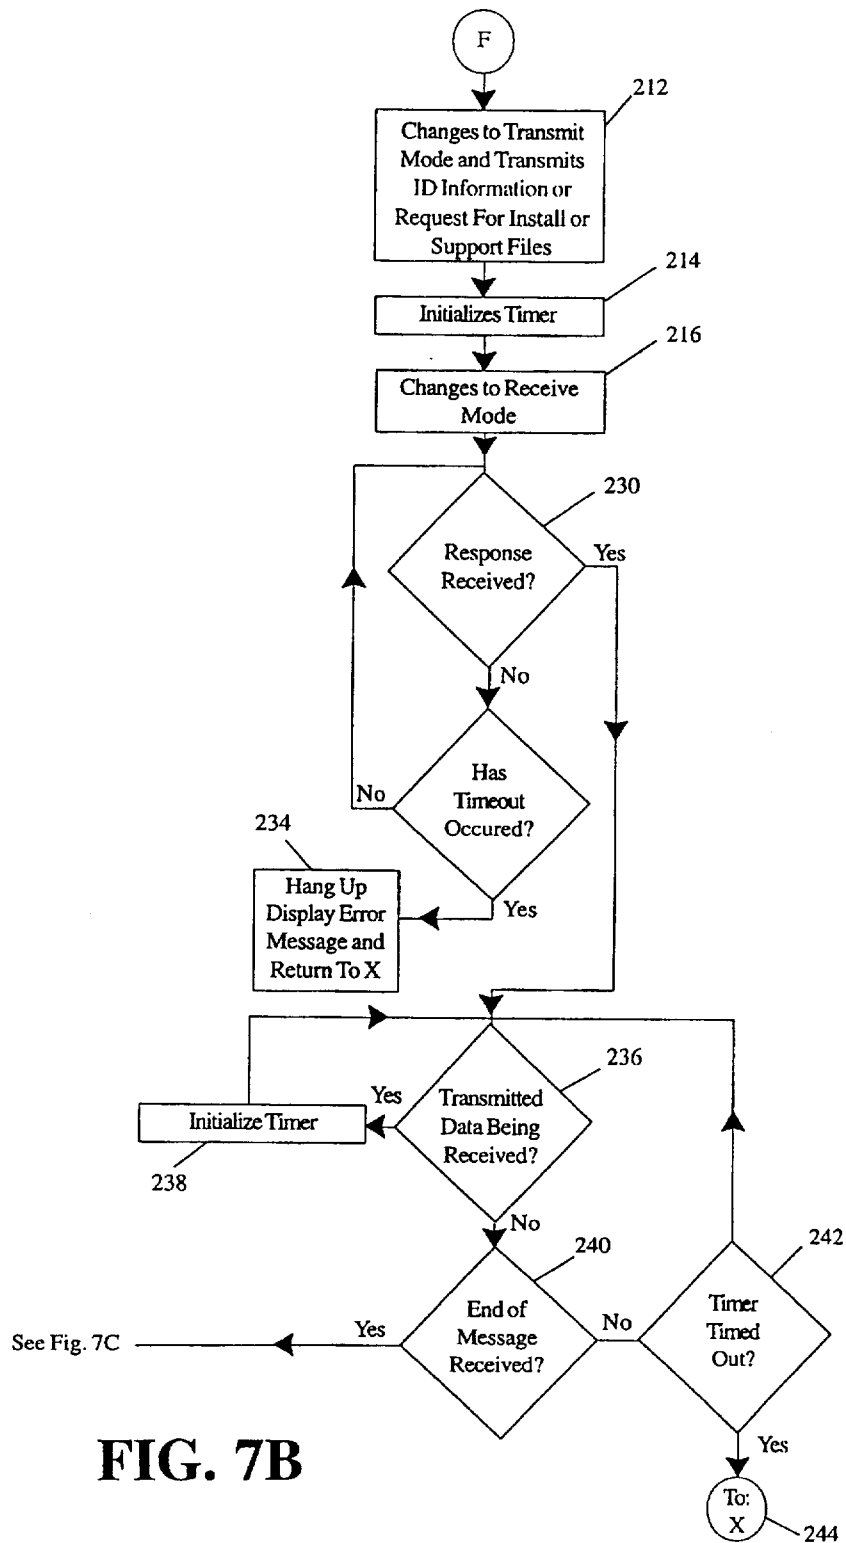 F
212
Changes to Transmit
Mode and Transmits
ID Information or
Request For Install or
Support Files
214
Initializes Timer
216
Changes to Receive
Mode
230
Response
Received?
Yes
No
Has
Timeout
Occured?
No
234
Yes
Hang Up
Display Error
Message and
Return To X
236
Transmitted
Data Being
Received?
Yes
Initialize Timer
238
No
240
242
End of
Message
Received?
Yes
No
Timer
Timed
Out?
See Fig. 7C
Yes
FIG. 7B
To:
X
244